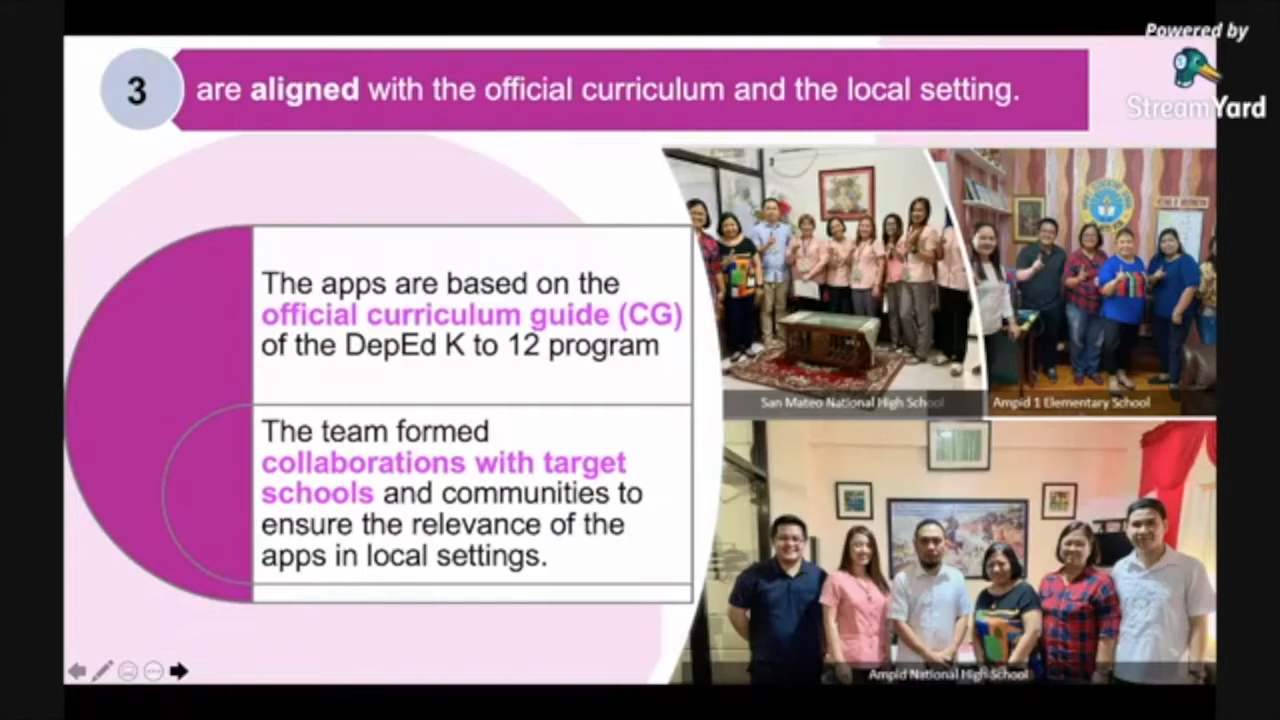 Powered by
StreamYard
3
are aligned with the official curriculum and the local setting.
The apps are based on the
official curriculum guide (CG)
of the DepEd K to 12 program
The team formed
collaborations with target
schools and communities to
ensure the relevance of the
apps in local settings.
San Mateo National High School
Ampid 1 Elementary School
Ampid National High School